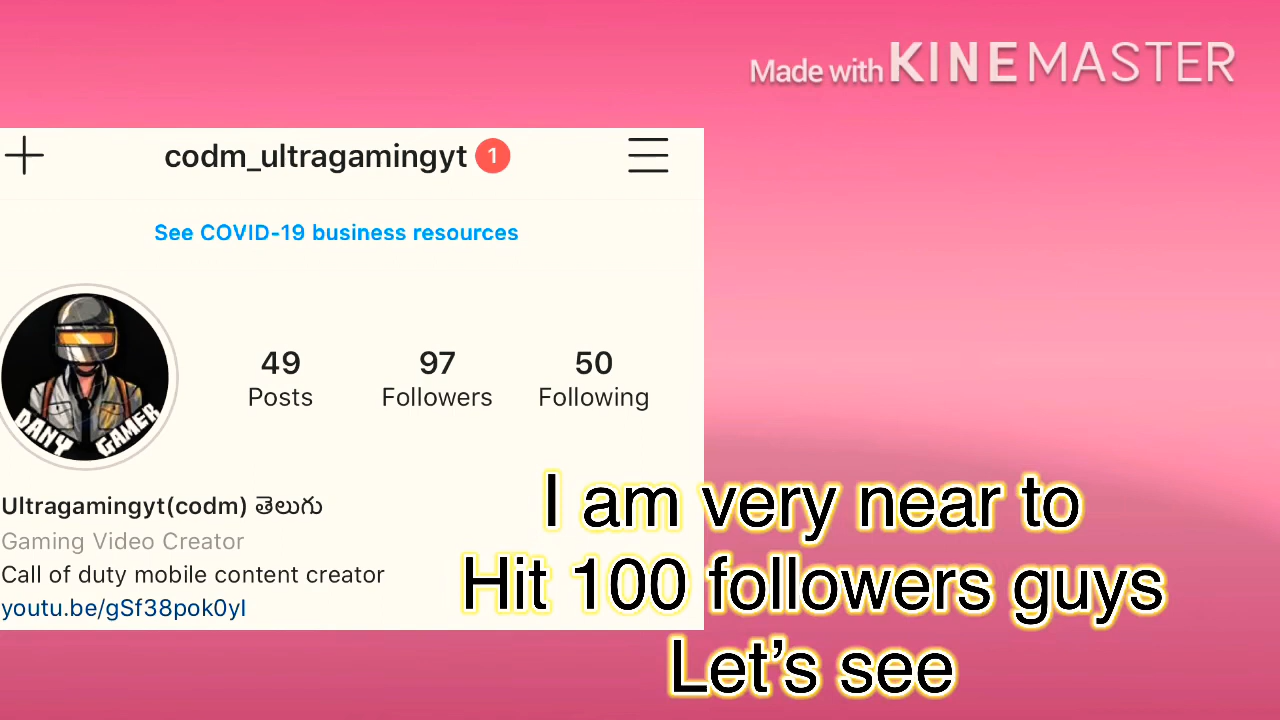 Made with KINEMASTER
codm_ultragamingyt 1
See COVID-19 business resources
49 97 50
Posts Followers Following
DANY GAMER
Ultragamingyt(codm) తెలుగు
Gaming Video Creator
Call of duty mobile content creator
youtu.be/gSf38pok0yI
I am very near to
Hit 100 followers guys
Let's see